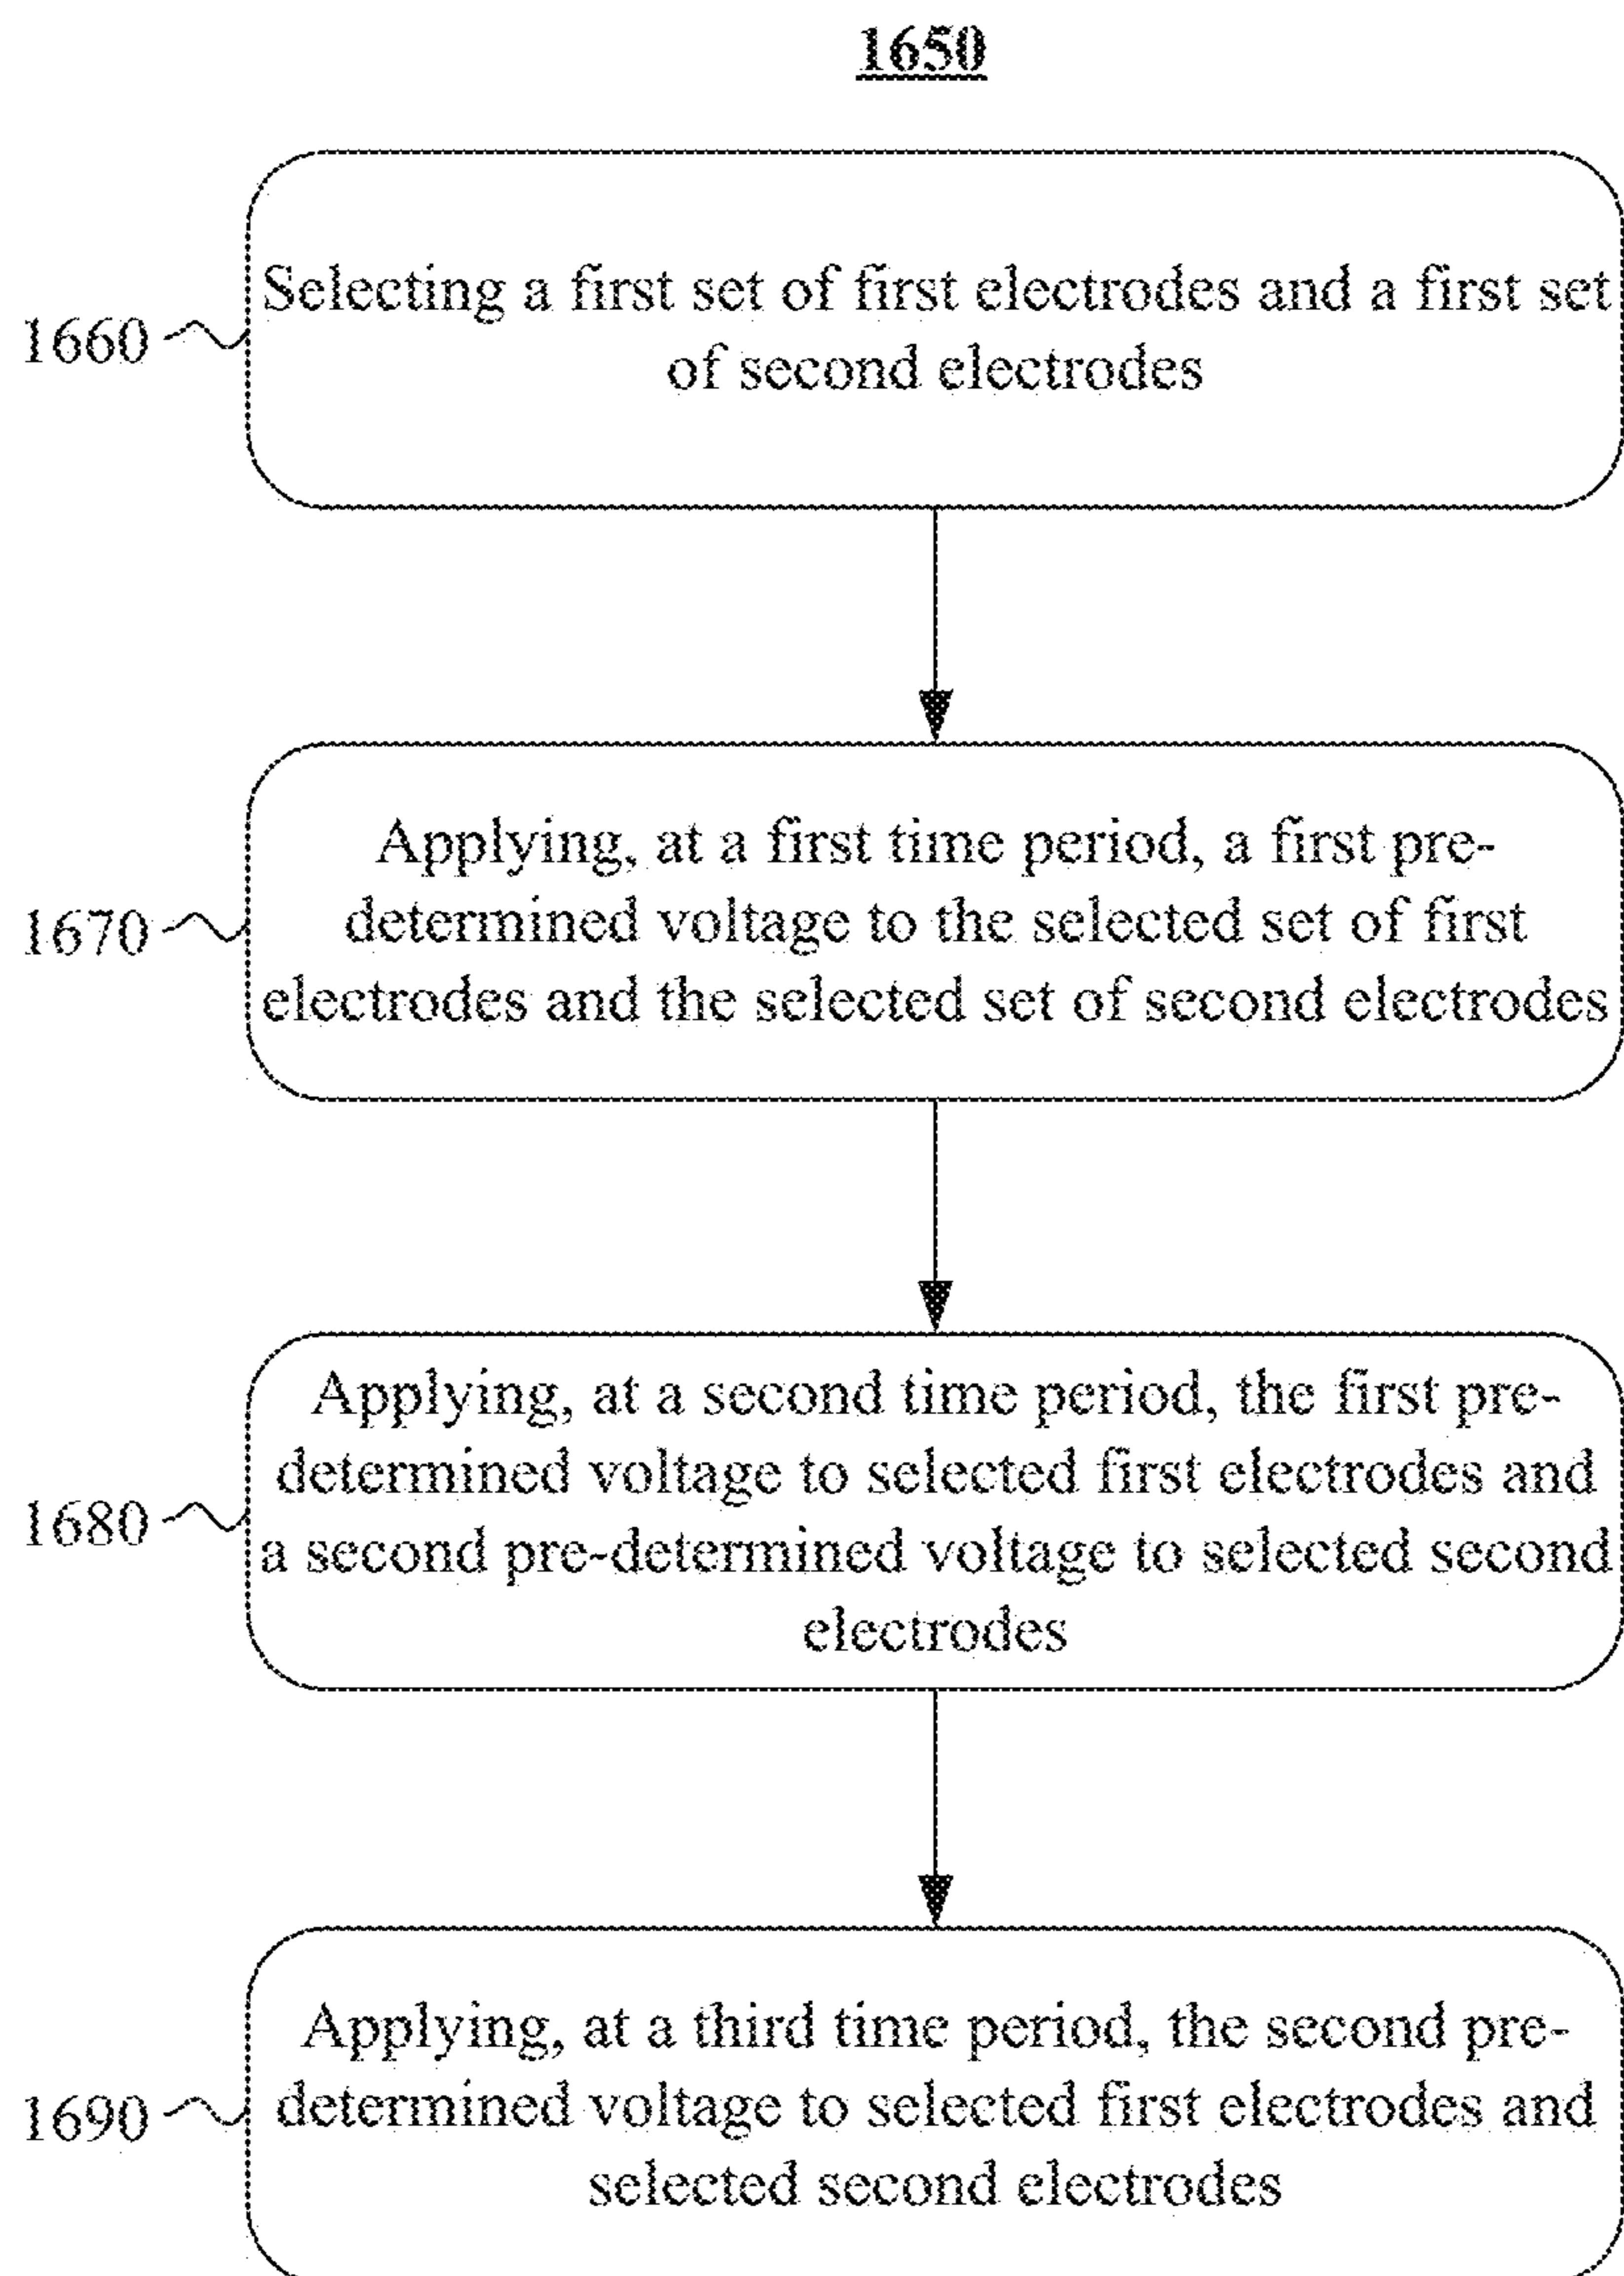 1650
Selecting a first set of first electrodes and a first set
of second electrodes
1660
Applying, at a first time period, a first pre-
determined voltage to the selected set of first
electrodes and the selected set of second electrodes
1670
Applying, at a second time period, the first pre-
determined voltage to selected first electrodes and
a second pre-determined voltage to selected second
electrodes
1680
Applying, at a third time period, the second pre-
determined voltage to selected first electrodes and
selected second electrodes
1690